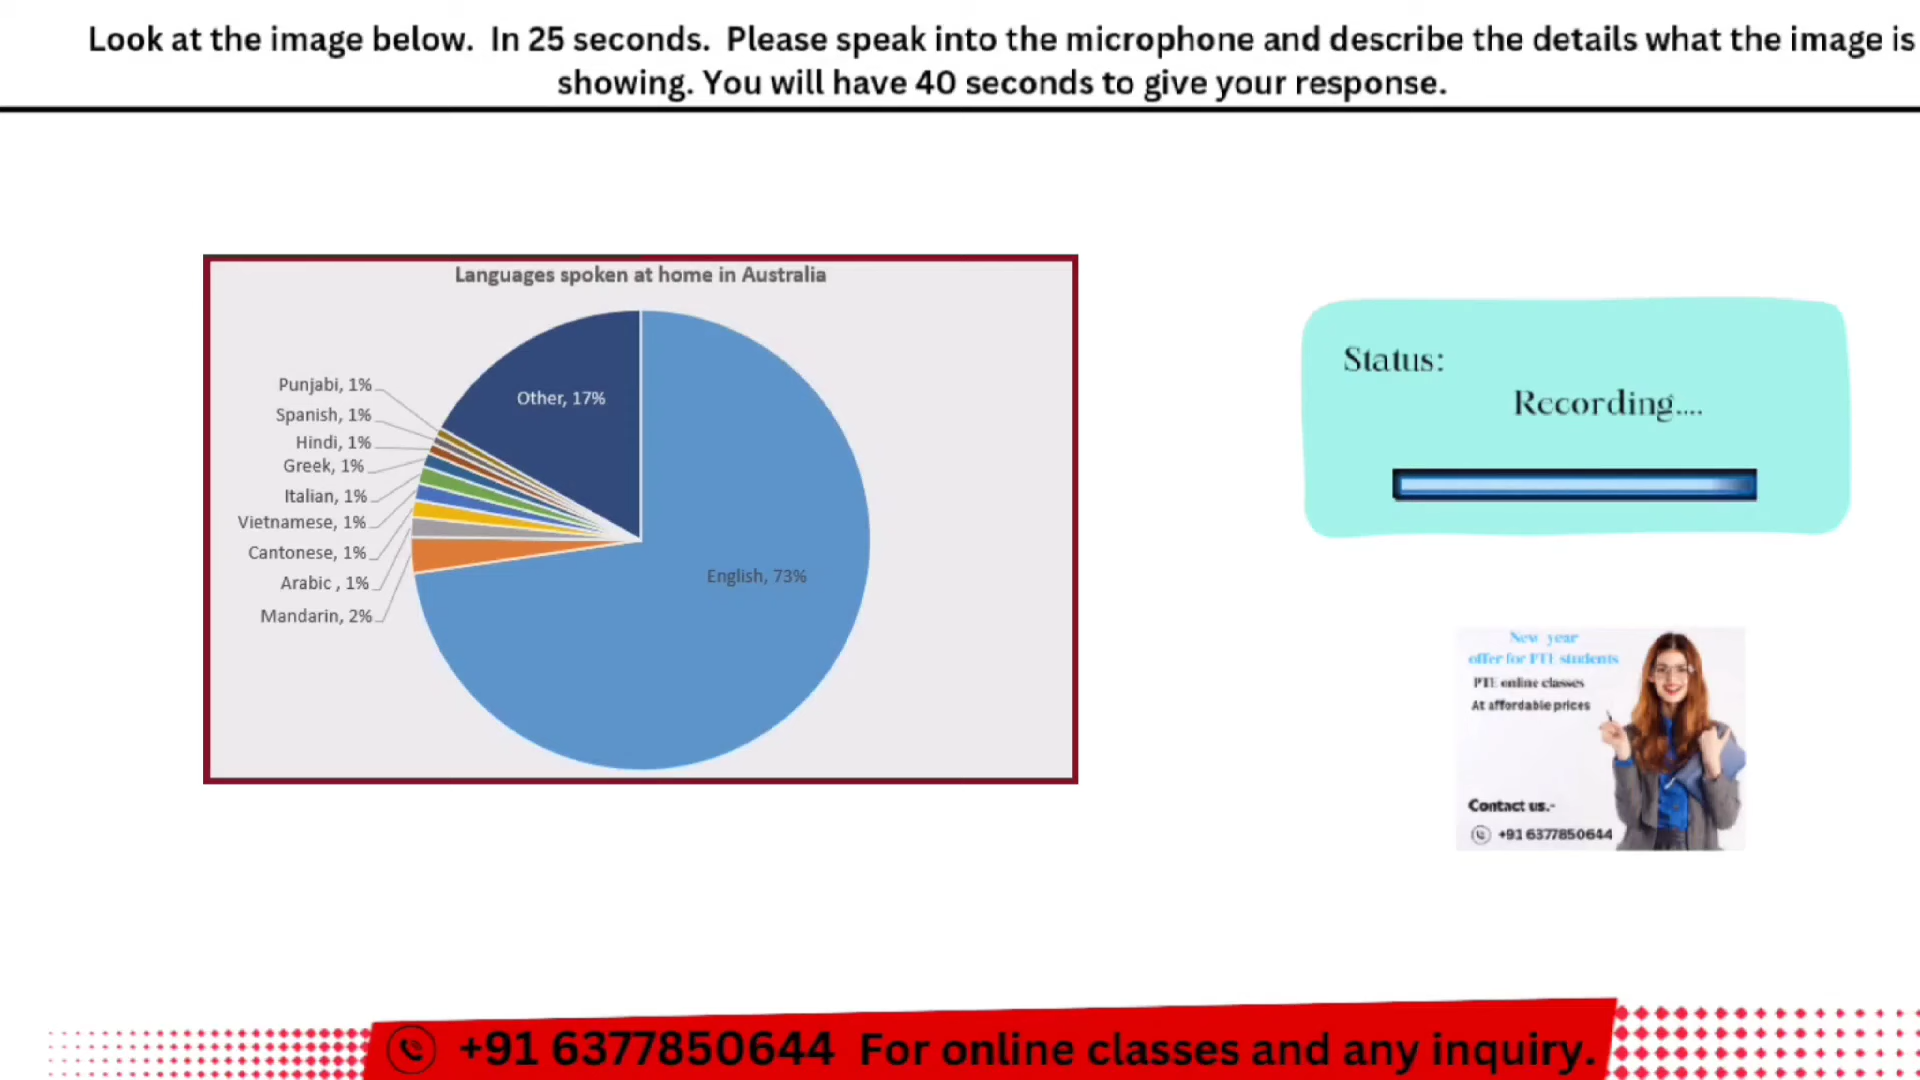 Look at the image below. In 25 seconds. Please speak into the microphone and describe the details what the image is
showing. You will have 40 seconds to give your response.
Languages spoken at home in Australia
Punjabi, 1%
Spanish, 1%
Hindi, 1%
Greek, 1%
Italian, 1%
Vietnamese, 1%
Cantonese, 1%
Arabic , 1%
Mandarin, 2%
Other, 17%
English, 73%
Status:
Recording....
New year
offer for PTE students
PTE online classes
At affordable prices
Contact us.-
+91 6377850644
+91 6377850644 For online classes and any inquiry.